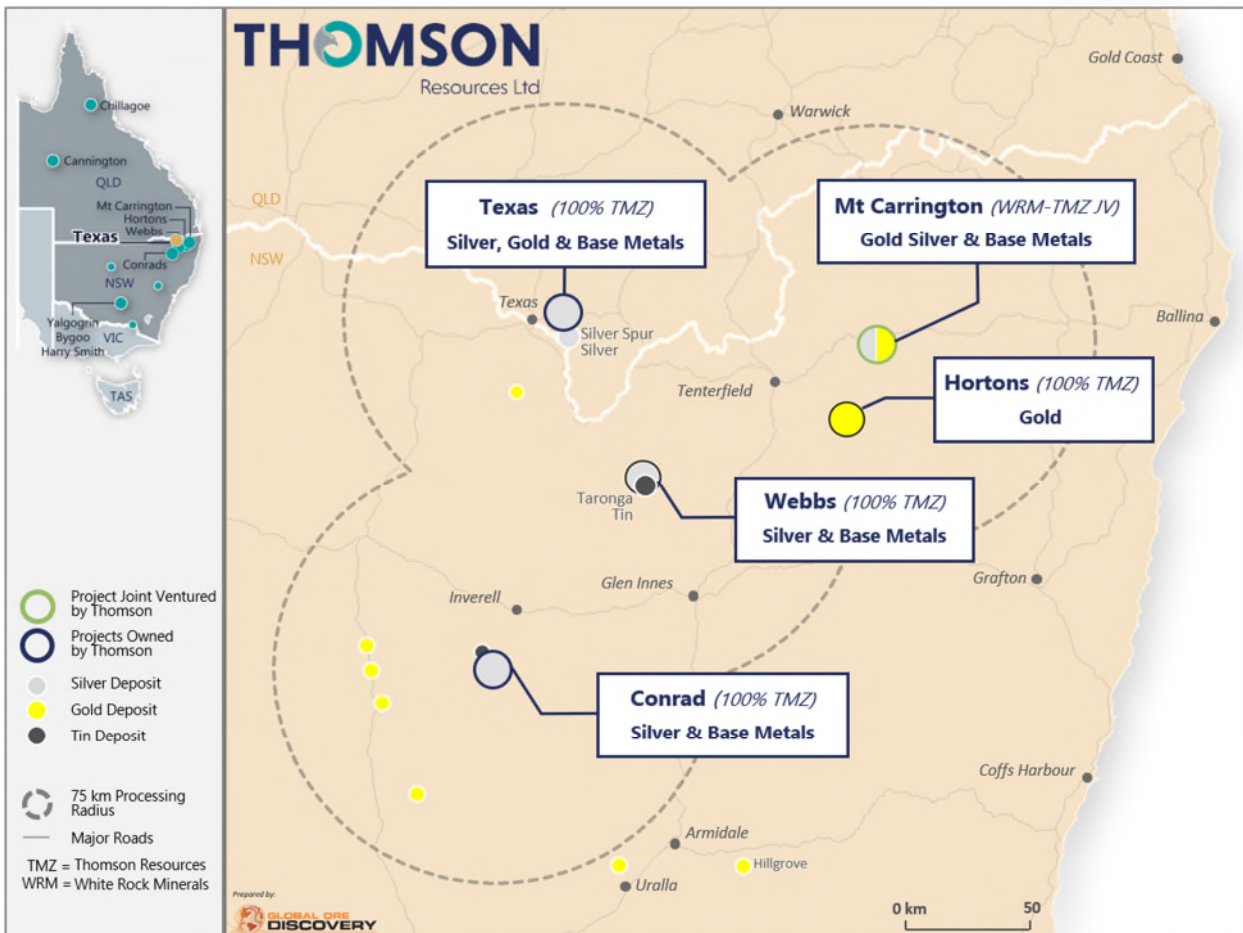 Chillagoe
Cannington
QLD
Mt Carrington
Hortons
Webbs
Texas
Conrads
NSW
Yalgogrin
Bygoo
Harry Smith
VIC
TAS
Project Joint Ventured
by Thomson
Projects Owned
by Thomson
Silver Deposit
Gold Deposit
Tin Deposit
75 km Processing
Radius
Major Roads
TMZ = Thomson Resources
WRM = White Rock Minerals
THOMSON
Resources Ltd
Gold Coast
Warwick
QLD
NSW
Texas (100% TMZ)
Silver, Gold & Base Metals
Mt Carrington (WRM-TMZ JV)
Gold Silver & Base Metals
Texas
Silver Spur
Silver
Ballina
Tenterfield
Hortons (100% TMZ)
Gold
Taronga
Tin
Webbs (100% TMZ)
Silver & Base Metals
Glen Innes
Grafton
Inverell
Conrad (100% TMZ)
Silver & Base Metals
Coffs Harbour
Armidale
Hillgrove
Uralla
Prepared by:
GLOBAL ORE
DISCOVERY
0 km 50